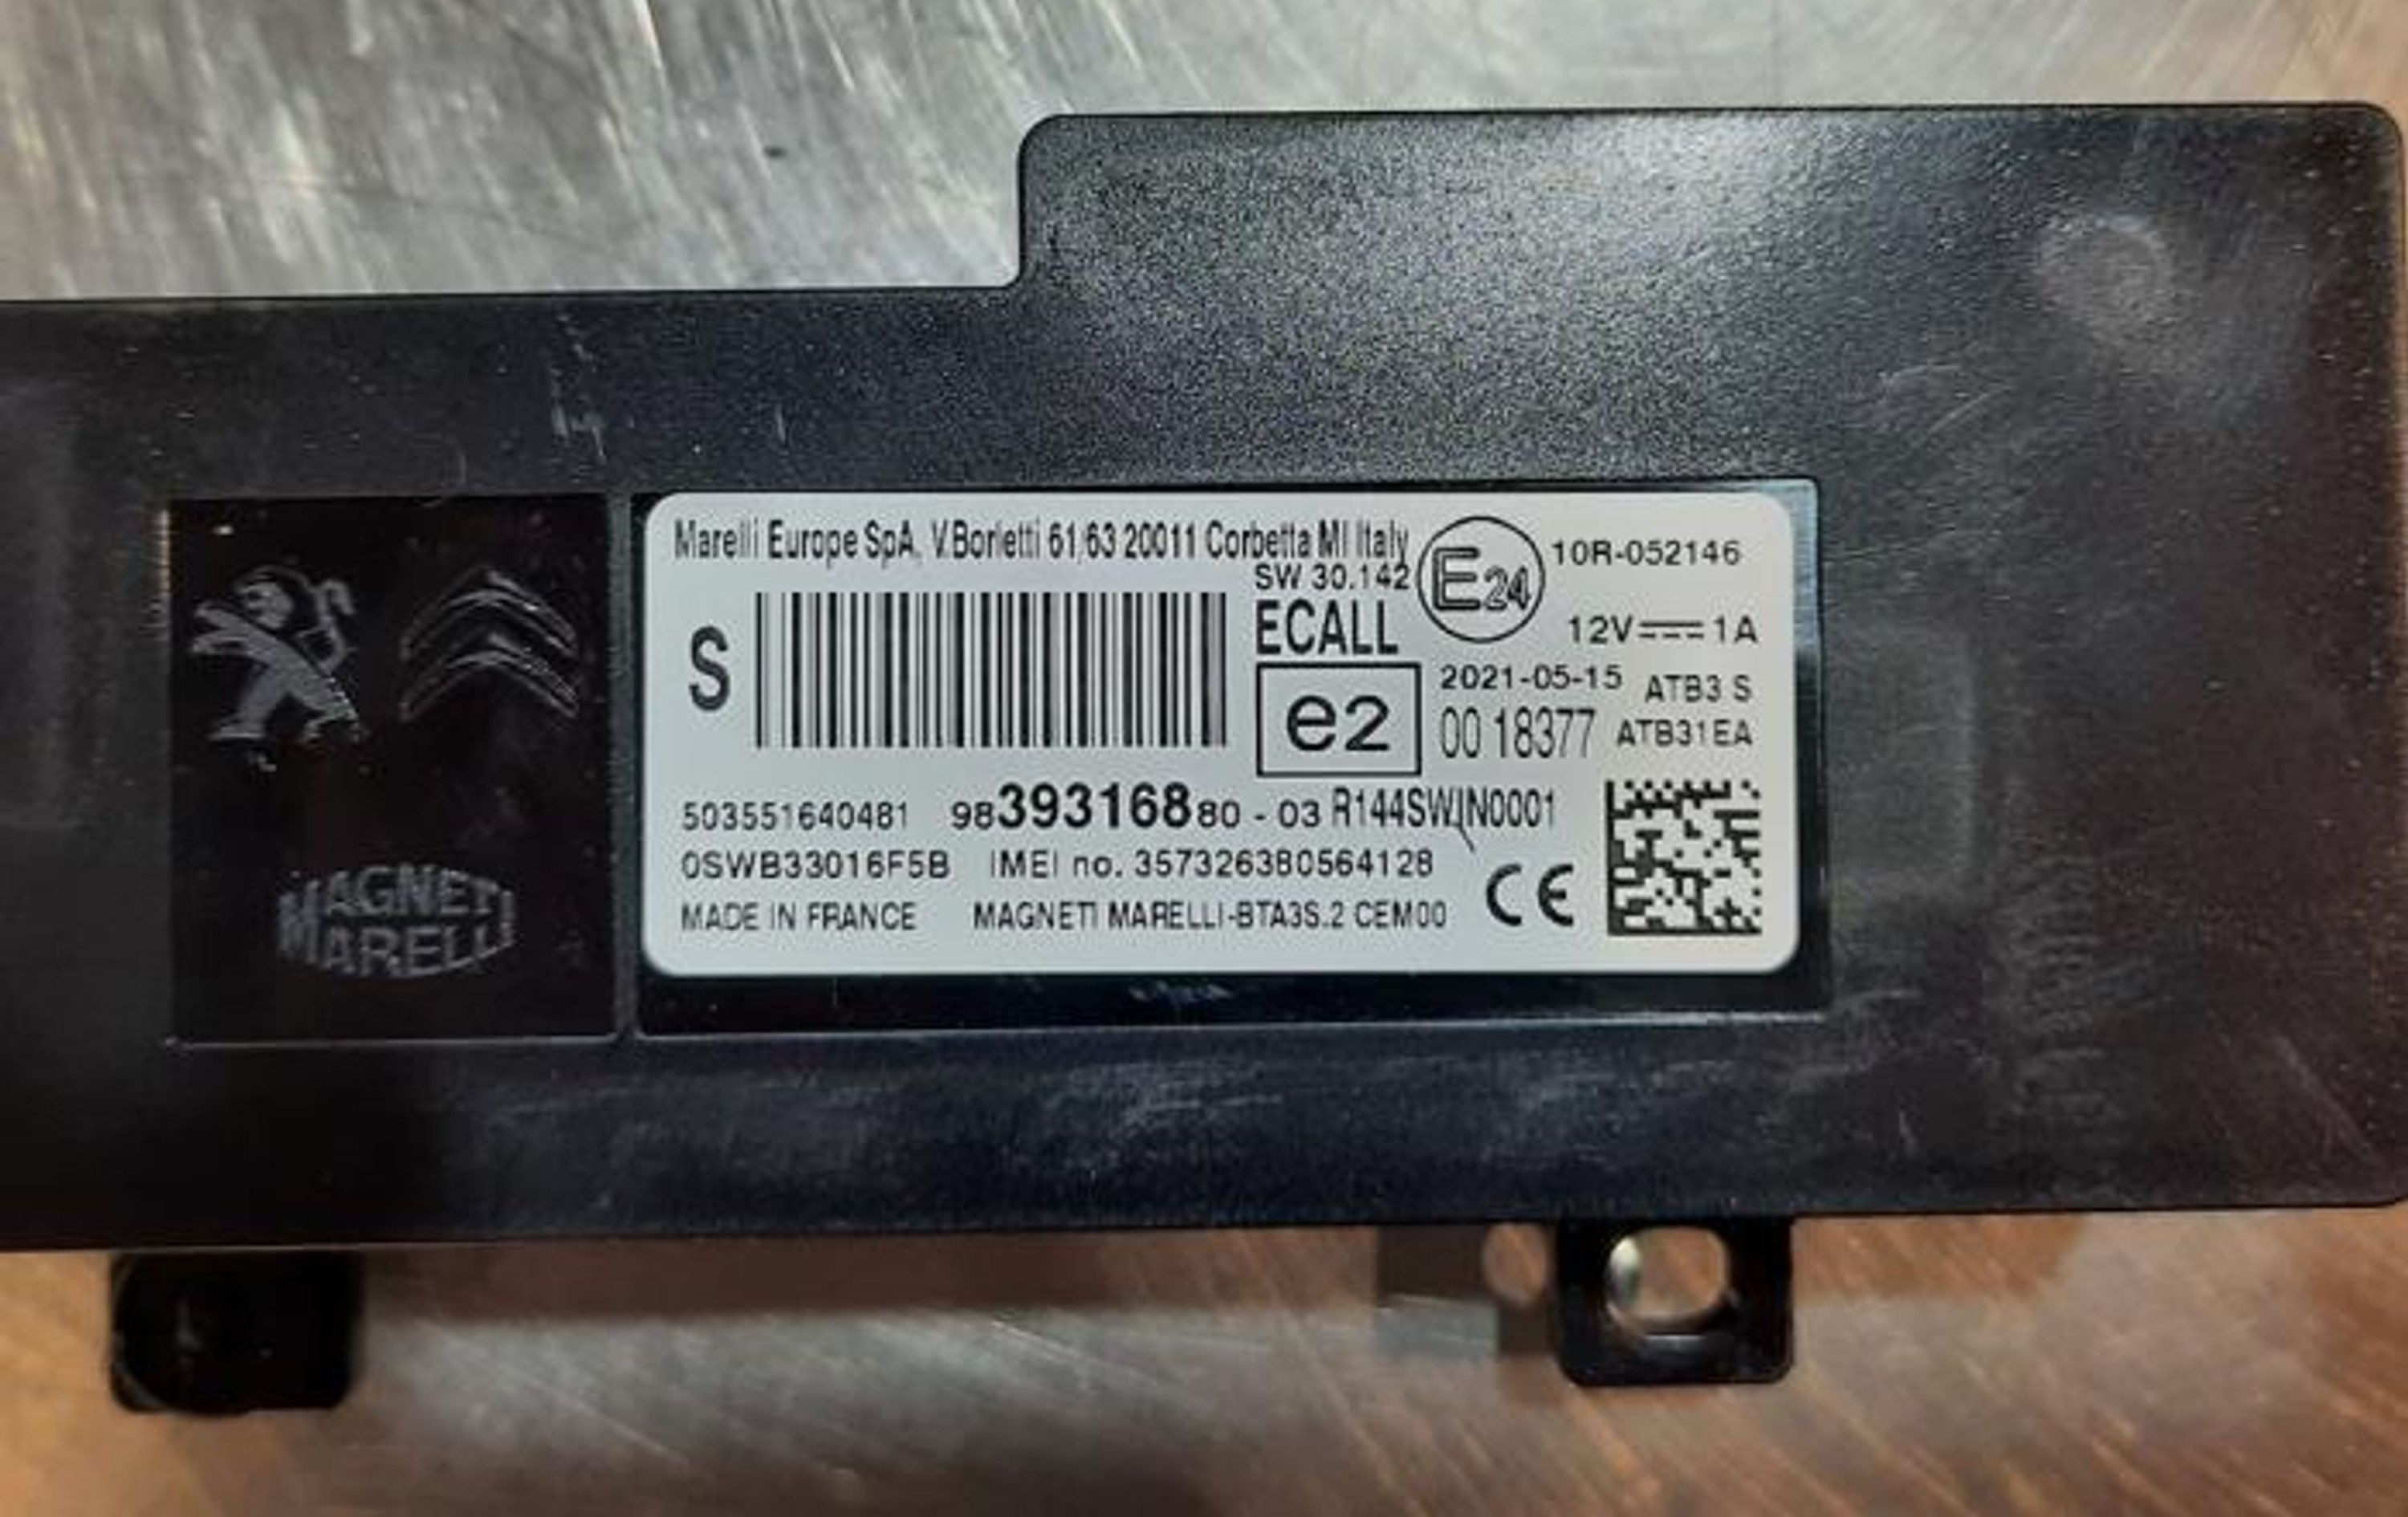 Marelli Europe SpA. V.Borletti 61,63 20011 Corbetta MI Italy
E24
10R-052146
SW 30.142
ECALL
12V 1A
S
e2
2021-05-15
ATB3 S
00 18377
ATB31EA
503551640481 9839316880 - 03 R144SWIN0001
0SWB33016F5B IMEI no. 357326380564128
MADE IN FRANCE MAGNETI MARELLI-BTA3S.2 CEM00
CE
MAGNETI
MARELLI